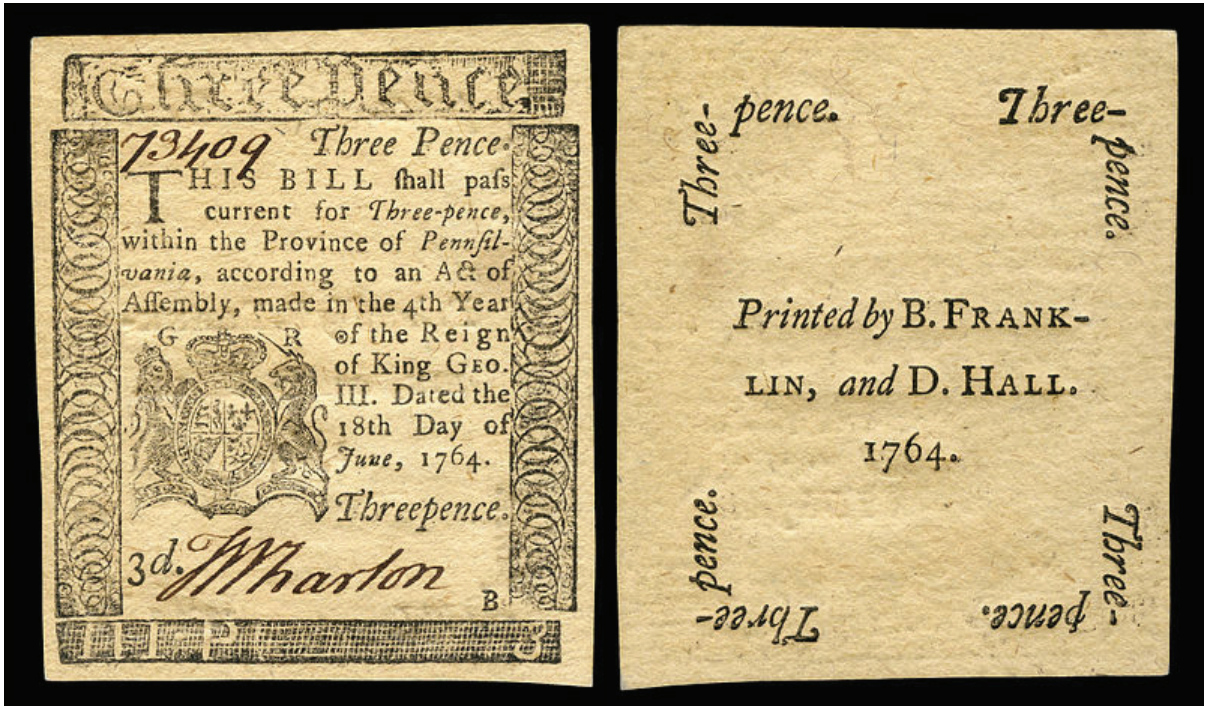 Three Pence.
73409 Three Pence.
THIS BILL ſhall paſs
current for Three-pence,
within the Province of Pennſil-
vania, according to an Act of
Aſſembly, made in the 4th Year
G R of the Reign
of King GEO.
III. Dated the
18th Day of
June, 1764.
Threepence.
3d. TWharton
B
III P
Three-pence.
Three-pence.
Printed by B. FRANK-
LIN, and D. HALL.
1764.
Three-pence.
Three-pence.